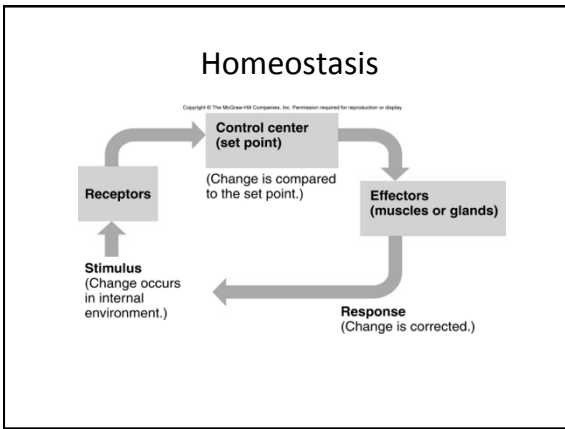 Homeostasis
Copyright © The McGraw-Hill Companies, Inc. Permission required for reproduction or display.
Control center
(set point)
(Change is compared
to the set point.)
Receptors
Effectors
(muscles or glands)
Stimulus
(Change occurs
in internal
environment.)
Response
(Change is corrected.)